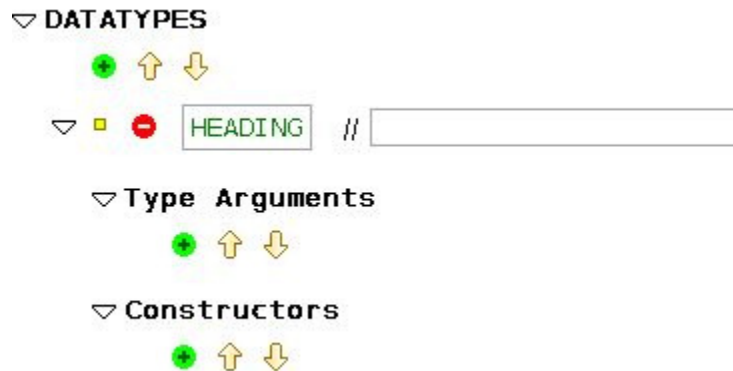 DATATYPES
HEADING //
Type Arguments
Constructors